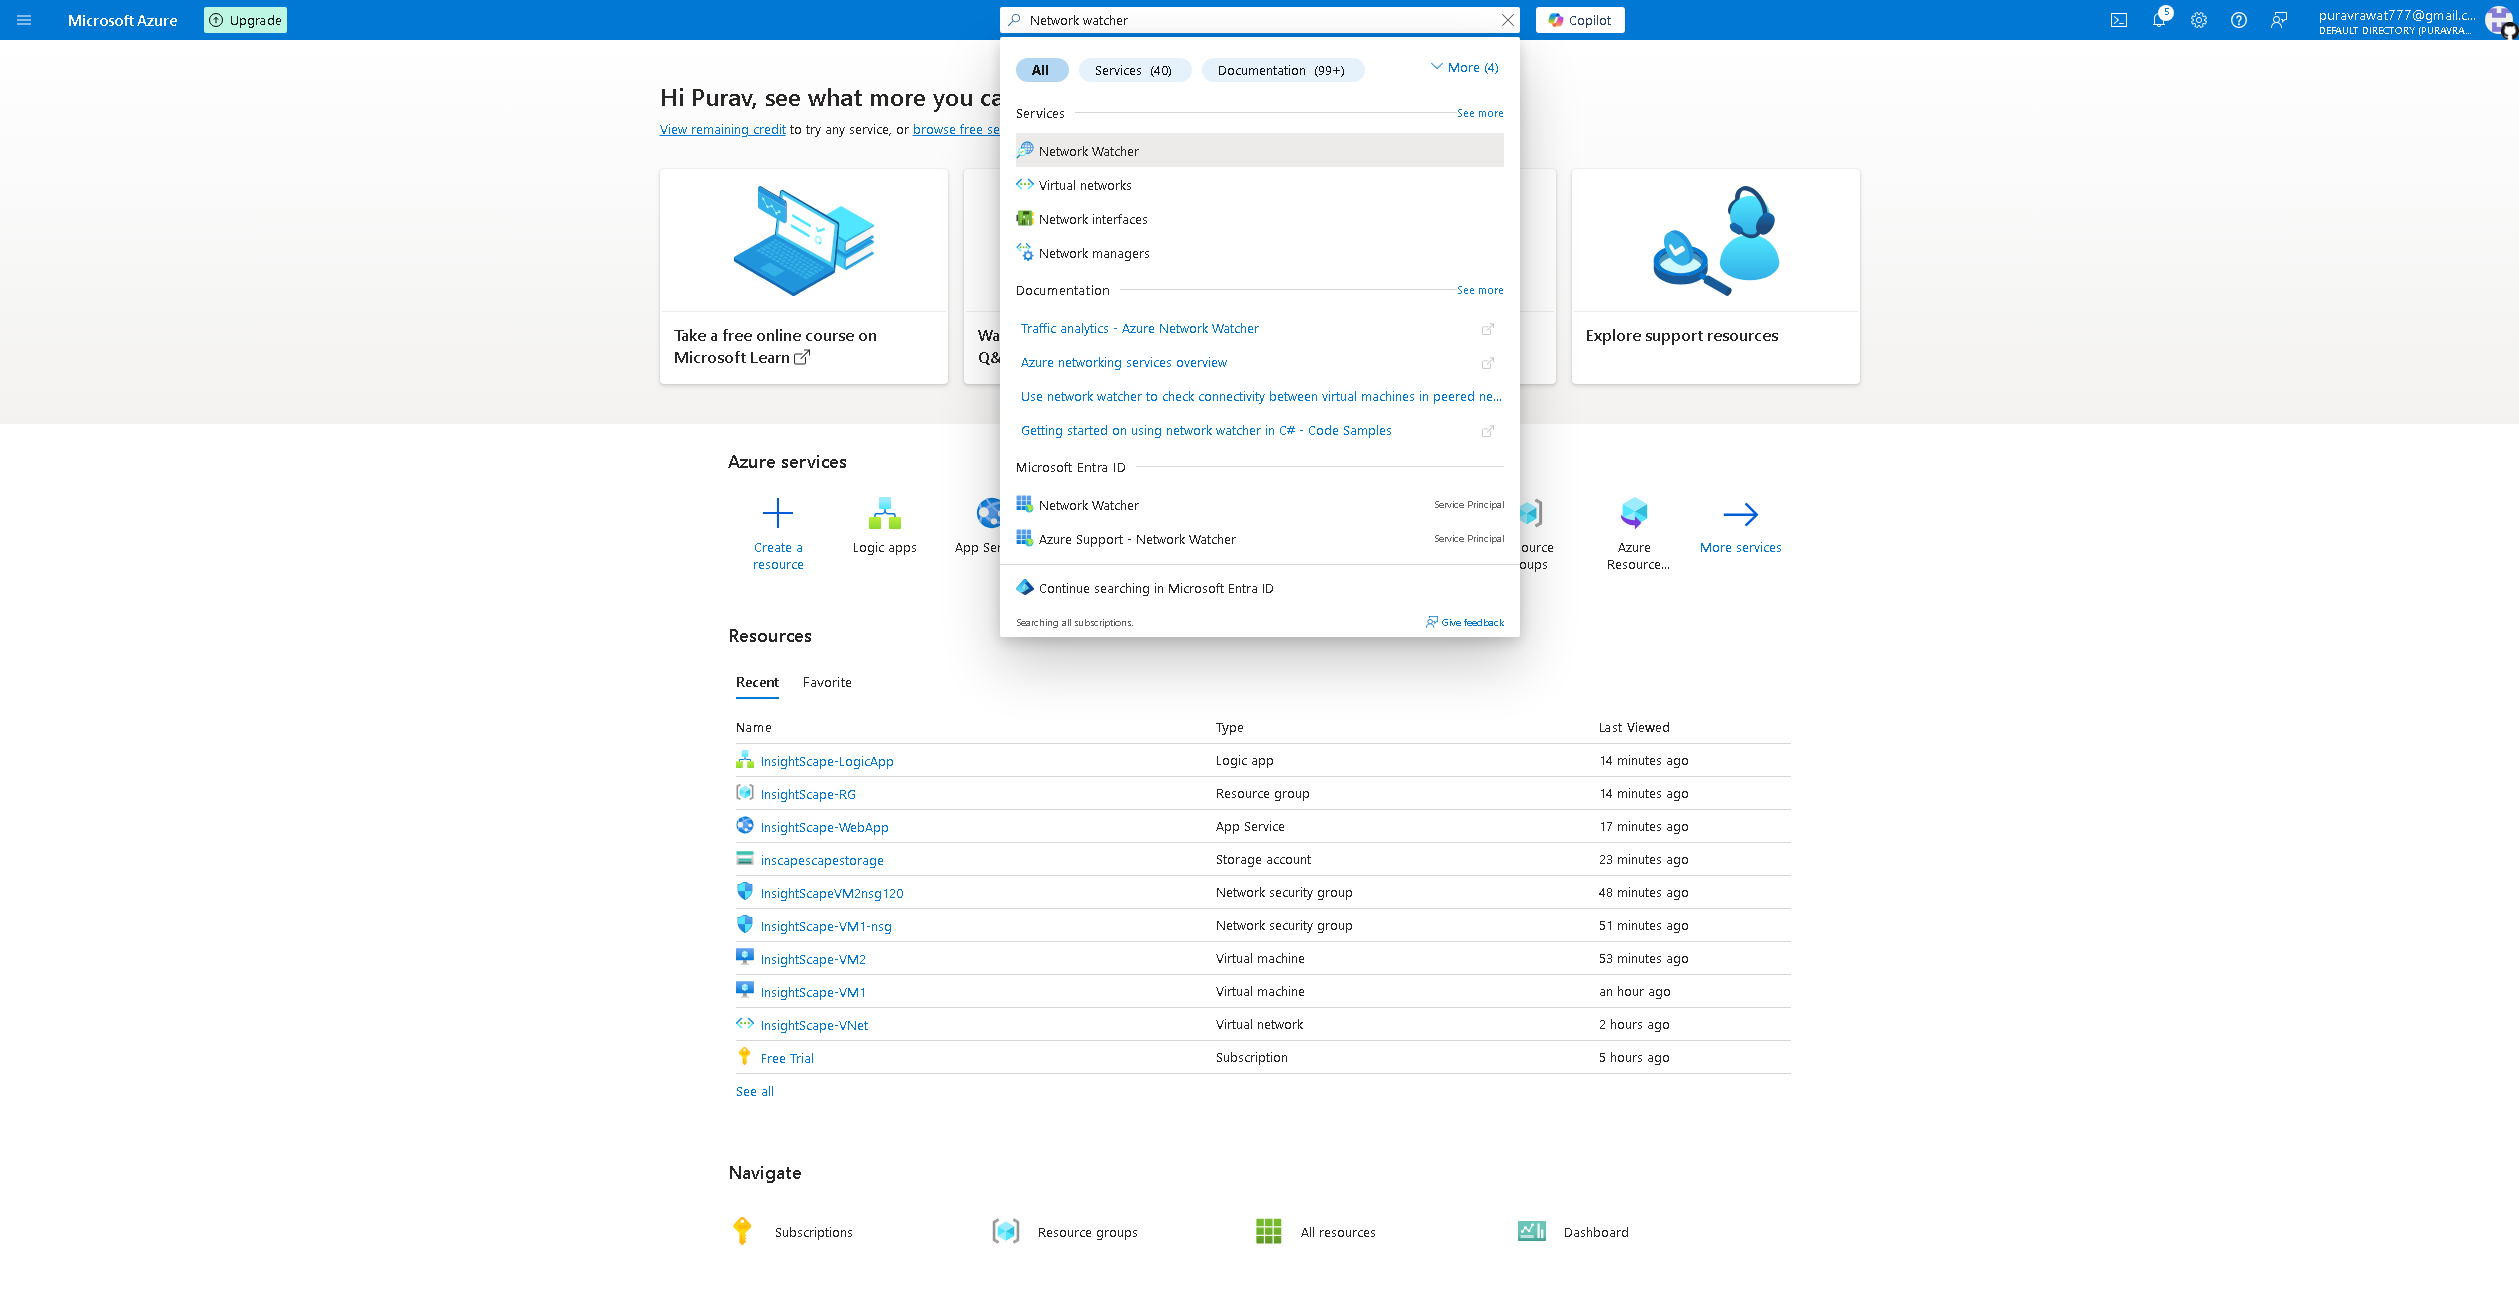 Microsoft Azure
Upgrade
Network watcher
Copilot
5
puravrawat777@gmail.c...
DEFAULT DIRECTORY (PURAVRA...
Hi Purav, see what more you ca
View remaining credit to try any service, or browse free se
All
Services (40)
Documentation (99+)
More (4)
Services
See more
Network Watcher
Virtual networks
Network interfaces
Network managers
Documentation
See more
Traffic analytics - Azure Network Watcher
Azure networking services overview
Use network watcher to check connectivity between virtual machines in peered ne...
Getting started on using network watcher in C# - Code Samples
Microsoft Entra ID
Network Watcher
Service Principal
Azure Support - Network Watcher
Service Principal
Continue searching in Microsoft Entra ID
Searching all subscriptions.
Give feedback
Take a free online course on
Microsoft Learn
Wa
Q&
Explore support resources
Azure services
Create a
resource
Logic apps
App Ser
ource
oups
Azure
Resource...
More services
Resources
Recent
Favorite
Name
Type
Last Viewed
InsightScape-LogicApp
Logic app
14 minutes ago
InsightScape-RG
Resource group
14 minutes ago
InsightScape-WebApp
App Service
17 minutes ago
inscapescapestorage
Storage account
23 minutes ago
InsightScapeVM2nsg120
Network security group
48 minutes ago
InsightScape-VM1-nsg
Network security group
51 minutes ago
InsightScape-VM2
Virtual machine
53 minutes ago
InsightScape-VM1
Virtual machine
an hour ago
InsightScape-VNet
Virtual network
2 hours ago
Free Trial
Subscription
5 hours ago
See all
Navigate
Subscriptions
Resource groups
All resources
Dashboard